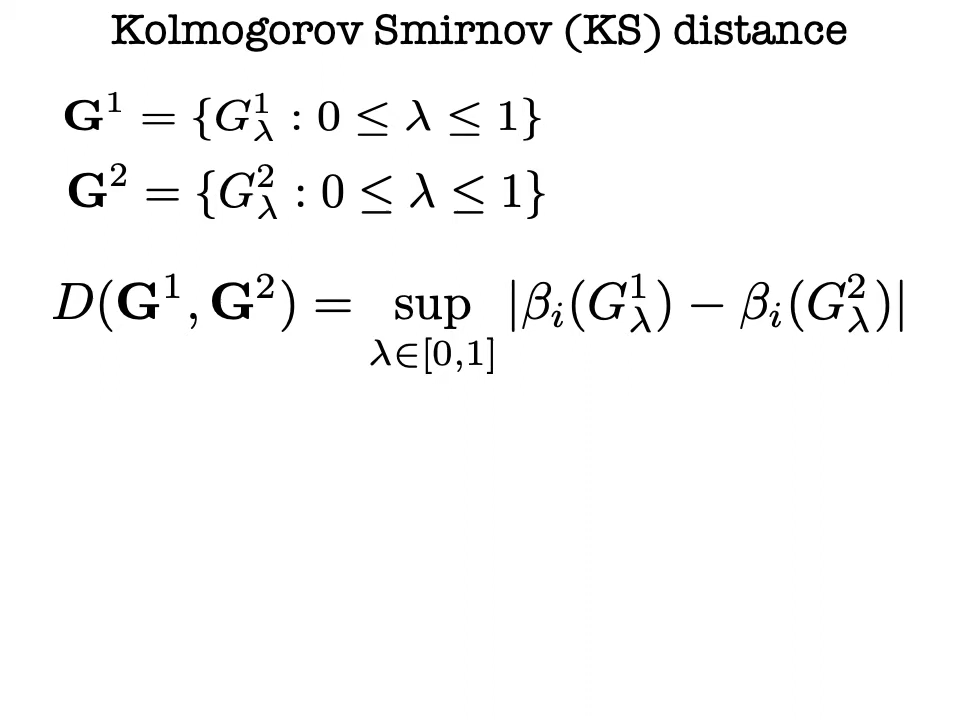 Kolmogorov Smirnov (KS) distance
𝐆¹ = {G¹_λ : 0 ≤ λ ≤ 1}
𝐆² = {G²_λ : 0 ≤ λ ≤ 1}
D(𝐆¹, 𝐆²) = sup |β_i(G¹_λ) − β_i(G²_λ)|
λ∈[0,1]